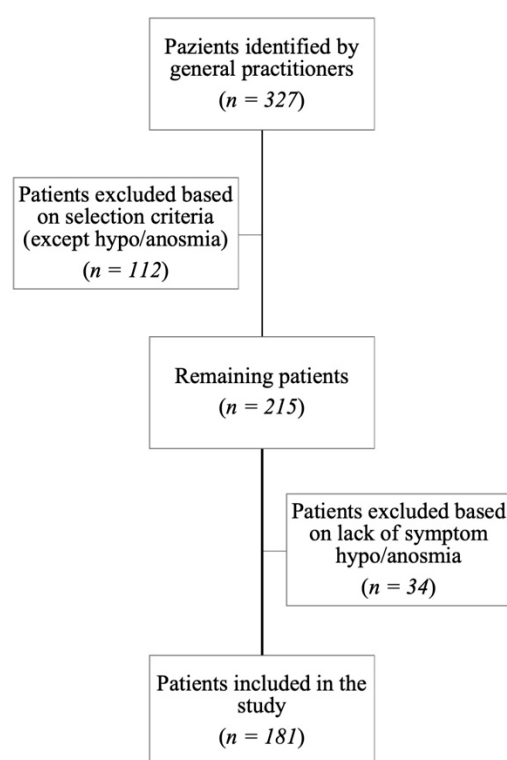 Pazients identified by
general practitioners
(n = 327)
Patients excluded based
on selection criteria
(except hypo/anosmia)
(n = 112)
Remaining patients
(n = 215)
Patients excluded based
on lack of symptom
hypo/anosmia
(n = 34)
Patients included in the
study
(n = 181)